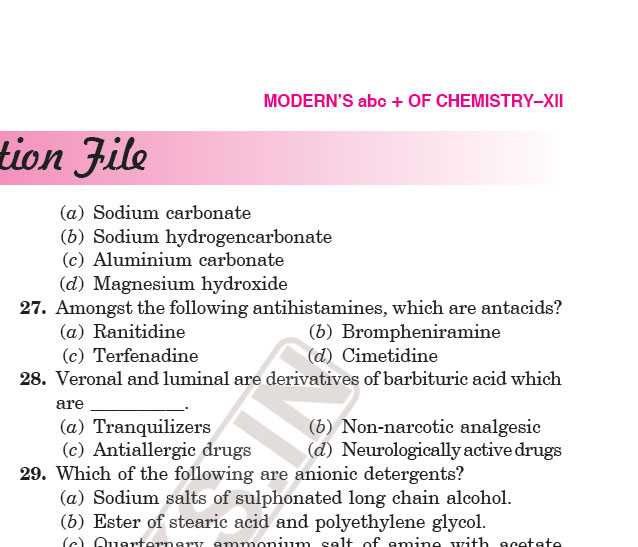 MODERN'S abc + OF CHEMISTRY–XII
tion File
(a) Sodium carbonate
(b) Sodium hydrogencarbonate
(c) Aluminium carbonate
(d) Magnesium hydroxide
27. Amongst the following antihistamines, which are antacids?
(a) Ranitidine (b) Brompheniramine
(c) Terfenadine (d) Cimetidine
28. Veronal and luminal are derivatives of barbituric acid which
are __________.
(a) Tranquilizers (b) Non-narcotic analgesic
(c) Antiallergic drugs (d) Neurologically active drugs
29. Which of the following are anionic detergents?
(a) Sodium salts of sulphonated long chain alcohol.
(b) Ester of stearic acid and polyethylene glycol.
(c) Quarternary ammonium salt of amine with acetate
S.IN